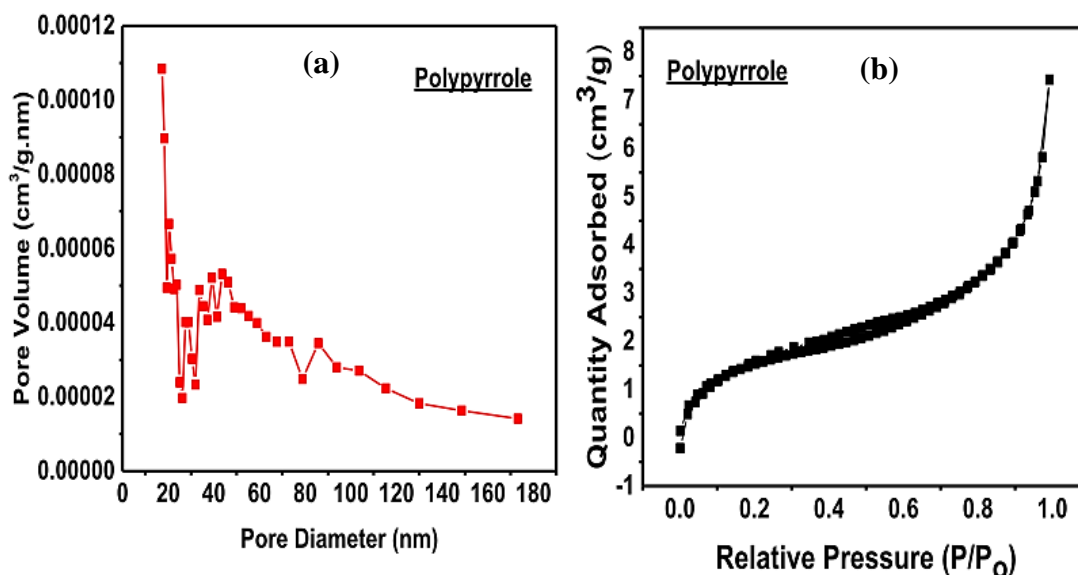 (a)
Polypyrrole
Pore Volume (cm³/g.nm)
0.00012
0.00010
0.00008
0.00006
0.00004
0.00002
0.00000
0 20 40 60 80 100 120 140 160 180
Pore Diameter (nm)
(b)
Polypyrrole
Quantity Adsorbed (cm³/g)
8
7
6
5
4
3
2
1
0
-1
0.0 0.2 0.4 0.6 0.8 1.0
Relative Pressure (P/P₀)